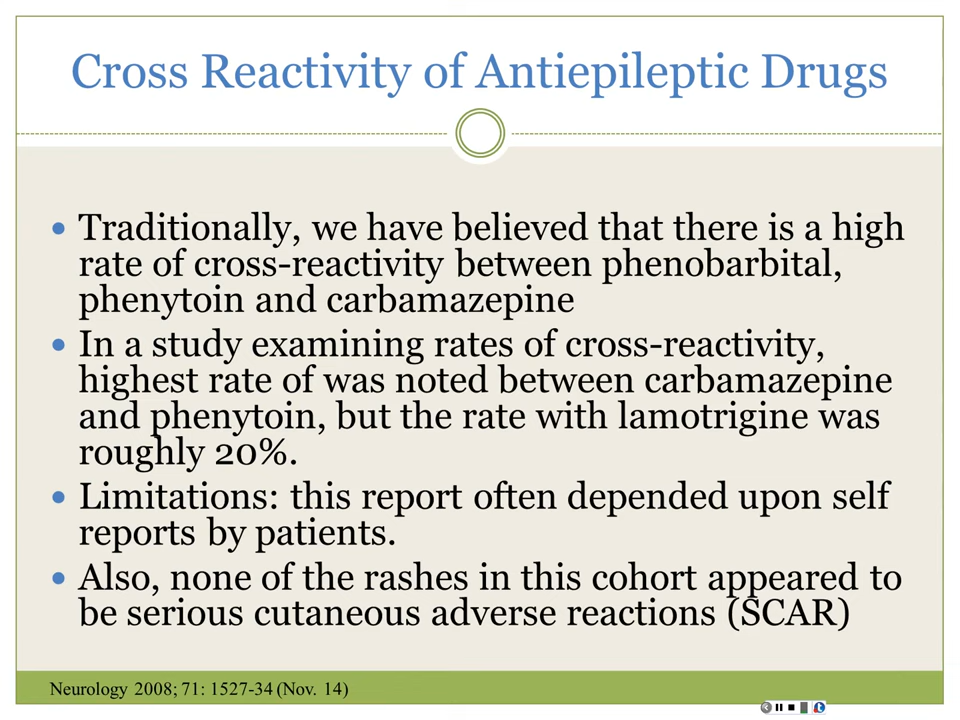 Cross Reactivity of Antiepileptic Drugs
• Traditionally, we have believed that there is a high
rate of cross-reactivity between phenobarbital,
phenytoin and carbamazepine
• In a study examining rates of cross-reactivity,
highest rate of was noted between carbamazepine
and phenytoin, but the rate with lamotrigine was
roughly 20%.
• Limitations: this report often depended upon self
reports by patients.
• Also, none of the rashes in this cohort appeared to
be serious cutaneous adverse reactions (SCAR)
Neurology 2008; 71: 1527-34 (Nov. 14)